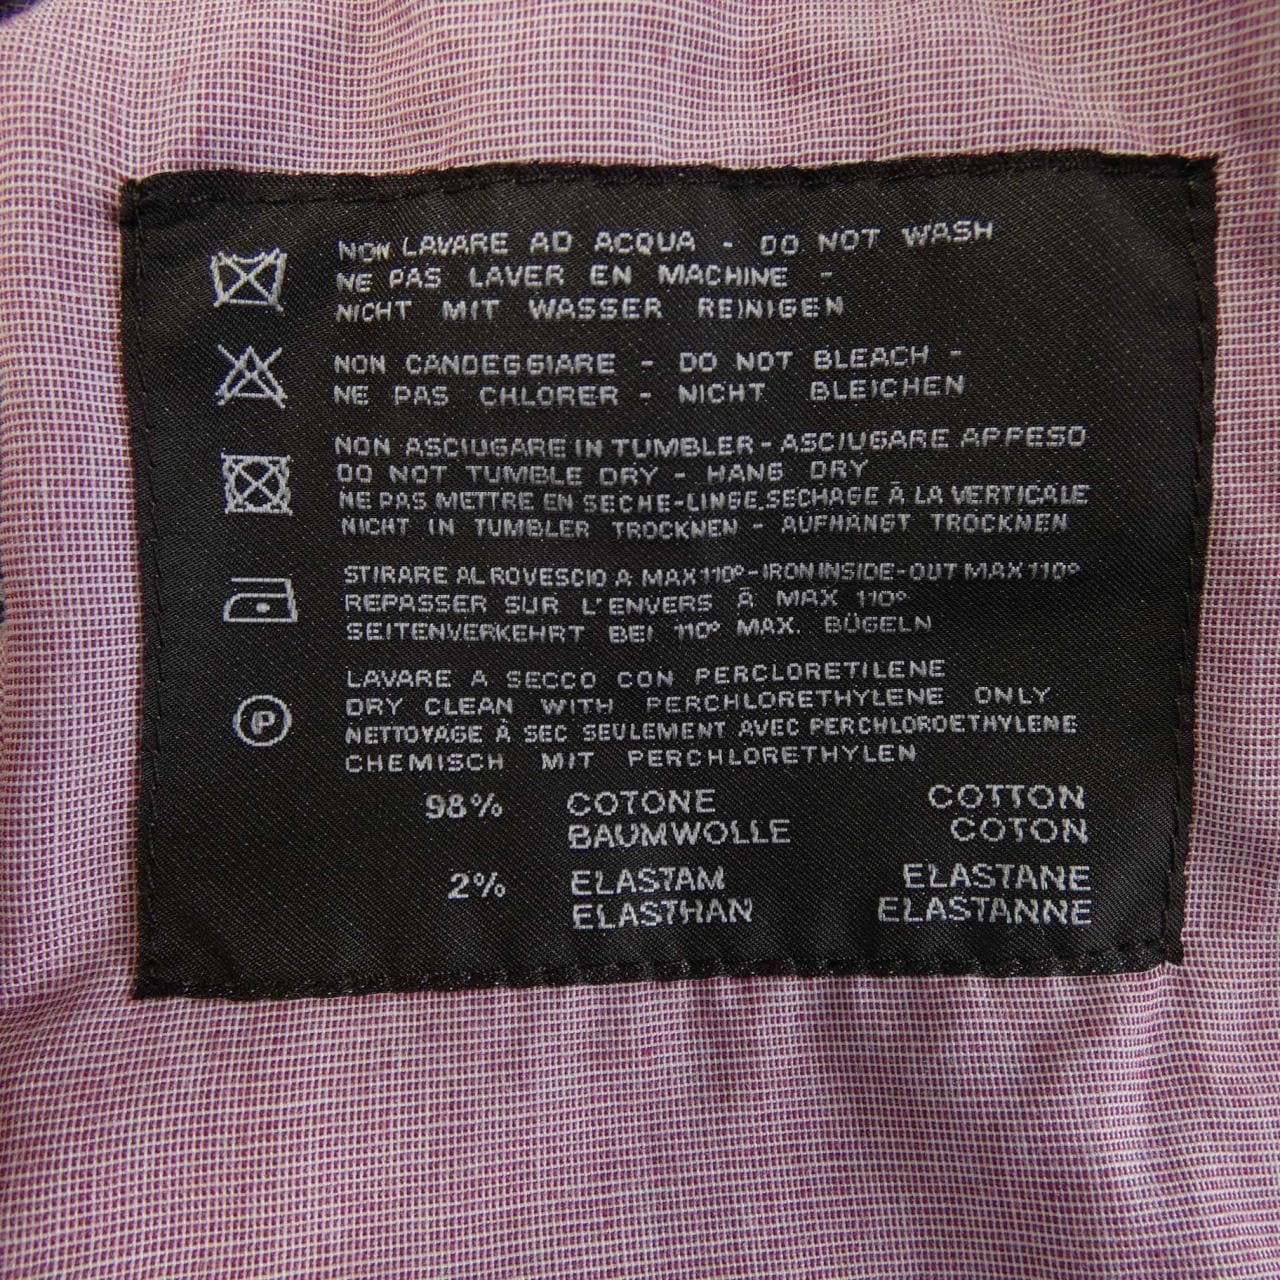 NON LAVARE AD ACQUA - DO NOT WASH
NE PAS LAVER EN MACHINE -
NICHT MIT WASSER REINIGEN
NON CANDEGGIARE - DO NOT BLEACH -
NE PAS CHLORER - NICHT BLEICHEN
NON ASCIUGARE IN TUMBLER - ASCIUGARE APPESO
DO NOT TUMBLE DRY - HANG DRY
NE PAS METTRE EN SECHE-LINGE.SECHAGE À LA VERTICALE
NICHT IN TUMBLER TROCKNEN - AUFHÄNGT TROCKNEN
STIRARE AL ROVESCIO A MAX 110° - IRON INSIDE-OUT MAX 110°
REPASSER SUR L'ENVERS À MAX 110°
SEITENVERKEHRT BEI 110° MAX. BÜGELN
P
LAVARE A SECCO CON PERCLORETILENE
DRY CLEAN WITH PERCHLORETHYLENE ONLY
NETTOYAGE À SEC SEULEMENT AVEC PERCHLOROETHYLENE
CHEMISCH MIT PERCHLORETHYLEN
98% COTONE COTTON
BAUMWOLLE COTON
2% ELASTAM ELASTANE
ELASTHAN ELASTANNE